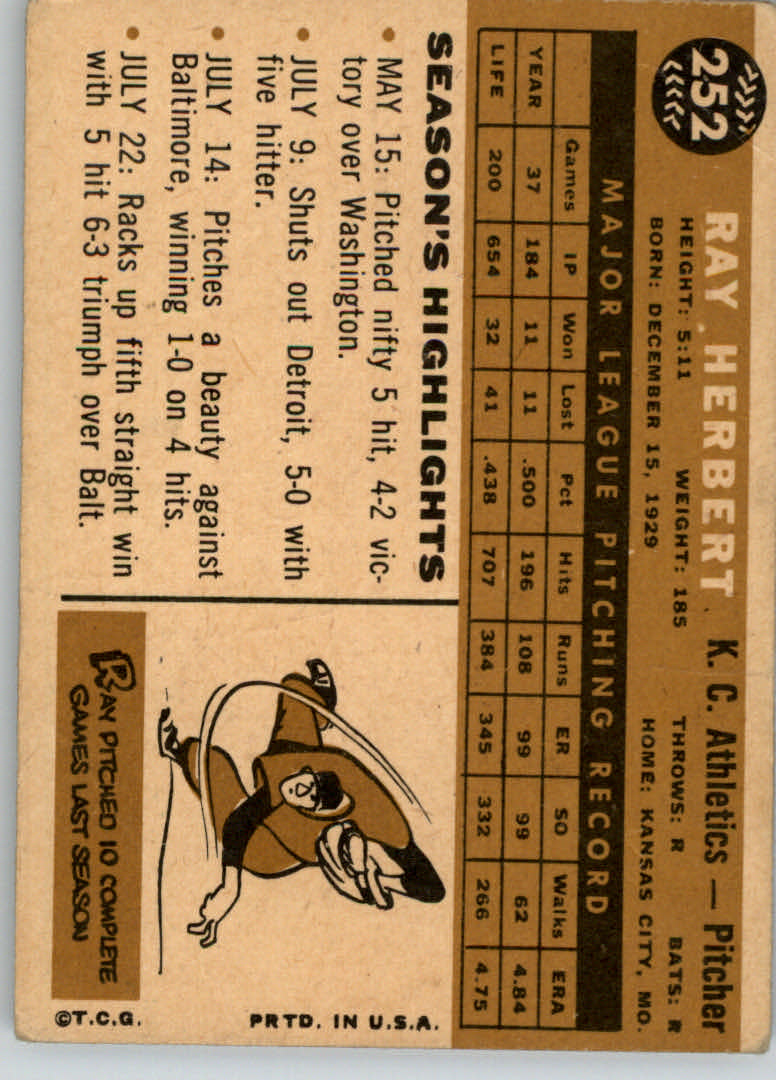 252
RAY HERBERT K. C. Athletics — Pitcher
HEIGHT: 5:11 WEIGHT: 185 THROWS: R BATS: R
BORN: DECEMBER 15, 1929 HOME: KANSAS CITY, MO.
MAJOR LEAGUE PITCHING RECORD
Games IP Won Lost Pct Hits Runs ER SO Walks ERA
YEAR 37 184 11 11 .500 196 108 99 99 62 4.84
LIFE 200 654 32 41 .438 707 384 345 332 266 4.75
SEASON'S HIGHLIGHTS
• MAY 15: Pitched nifty 5 hit, 4-2 vic-
tory over Washington.
• JULY 9: Shuts out Detroit, 5-0 with
five hitter.
• JULY 14: Pitches a beauty against
Baltimore, winning 1-0 on 4 hits.
• JULY 22: Racks up fifth straight win
with 5 hit 6-3 triumph over Balt.
RAY PITCHED 10 COMPLETE
GAMES LAST SEASON
©T.C.G. PRTD. IN U.S.A.